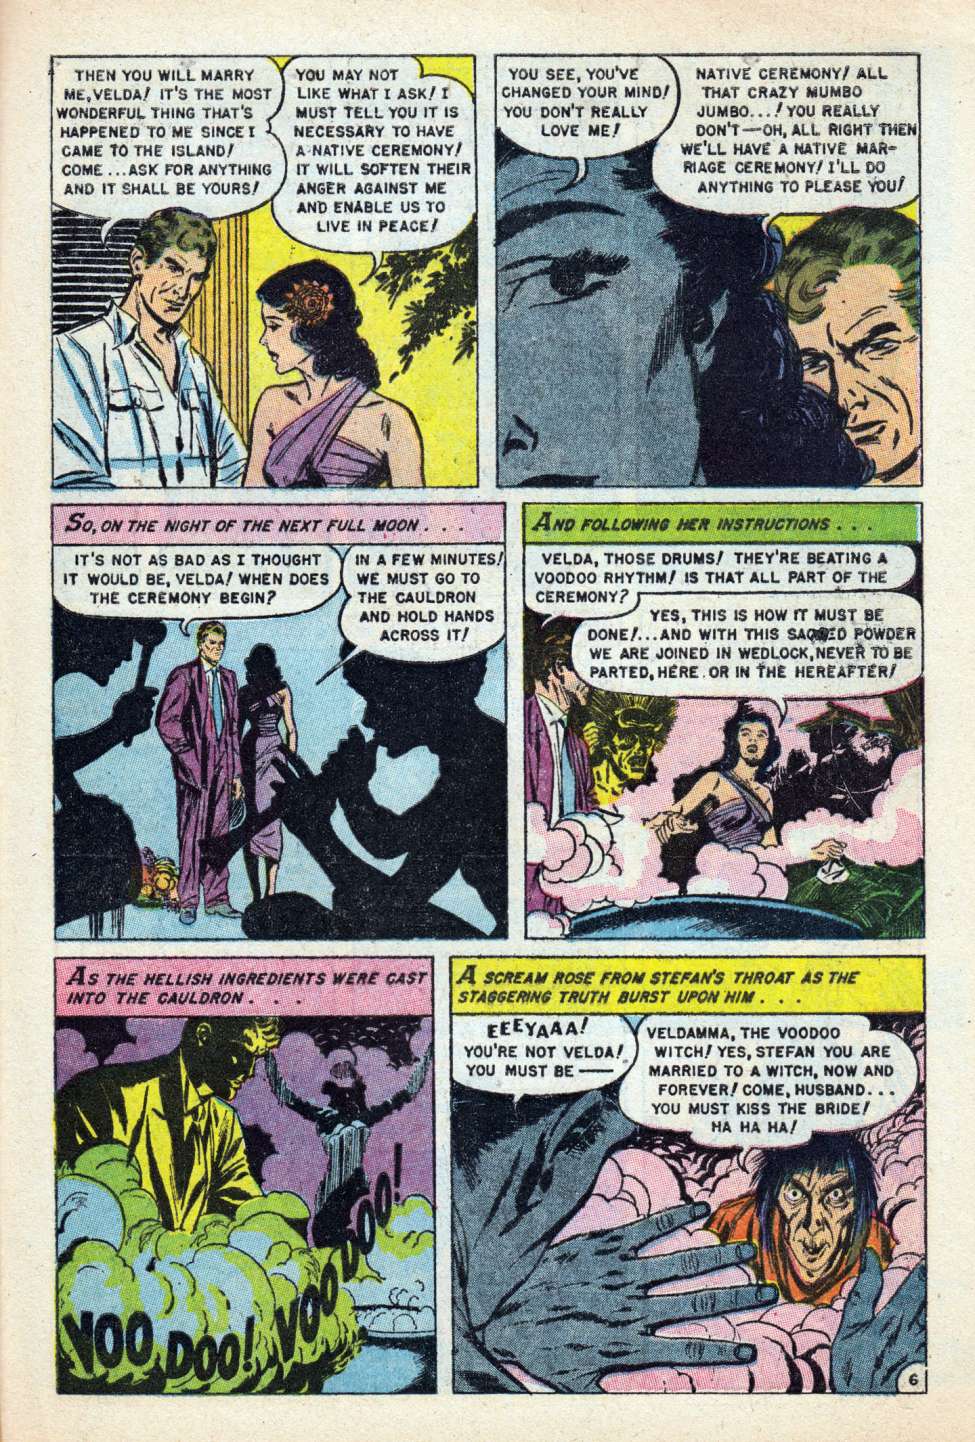 THEN YOU WILL MARRY
ME, VELDA! IT'S THE MOST
WONDERFUL THING THAT'S
HAPPENED TO ME SINCE I
CAME TO THE ISLAND!
COME...ASK FOR ANYTHING
AND IT SHALL BE YOURS!
YOU MAY NOT
LIKE WHAT I ASK! I
MUST TELL YOU IT IS
NECESSARY TO HAVE
A NATIVE CEREMONY!
IT WILL SOFTEN THEIR
ANGER AGAINST ME
AND ENABLE US TO
LIVE IN PEACE!
YOU SEE, YOU'VE
CHANGED YOUR MIND!
YOU DON'T REALLY
LOVE ME!
NATIVE CEREMONY! ALL
THAT CRAZY MUMBO
JUMBO...! YOU REALLY
DON'T—OH, ALL RIGHT THEN
WE'LL HAVE A NATIVE MAR-
RIAGE CEREMONY! I'LL DO
ANYTHING TO PLEASE YOU!
SO, ON THE NIGHT OF THE NEXT FULL MOON . . .
IT'S NOT AS BAD AS I THOUGHT
IT WOULD BE, VELDA! WHEN DOES
THE CEREMONY BEGIN?
IN A FEW MINUTES!
WE MUST GO TO
THE CAULDRON
AND HOLD HANDS
ACROSS IT!
AND FOLLOWING HER INSTRUCTIONS . . .
VELDA, THOSE DRUMS! THEY'RE BEATING A
VOODOO RHYTHM! IS THAT ALL PART OF THE
CEREMONY?
YES, THIS IS HOW IT MUST BE
DONE!...AND WITH THIS SACRED POWDER
WE ARE JOINED IN WEDLOCK, NEVER TO BE
PARTED, HERE OR IN THE HEREAFTER!
AS THE HELLISH INGREDIENTS WERE CAST
INTO THE CAULDRON . . .
VOO DOO! VOO DOO!
A SCREAM ROSE FROM STEFAN'S THROAT AS THE
STAGGERING TRUTH BURST UPON HIM . . .
EEEYAAA!
YOU'RE NOT VELDA!
YOU MUST BE —
VELDAMMA, THE VOODOO
WITCH! YES, STEFAN YOU ARE
MARRIED TO A WITCH, NOW AND
FOREVER! COME, HUSBAND...
YOU MUST KISS THE BRIDE!
HA HA HA!
6